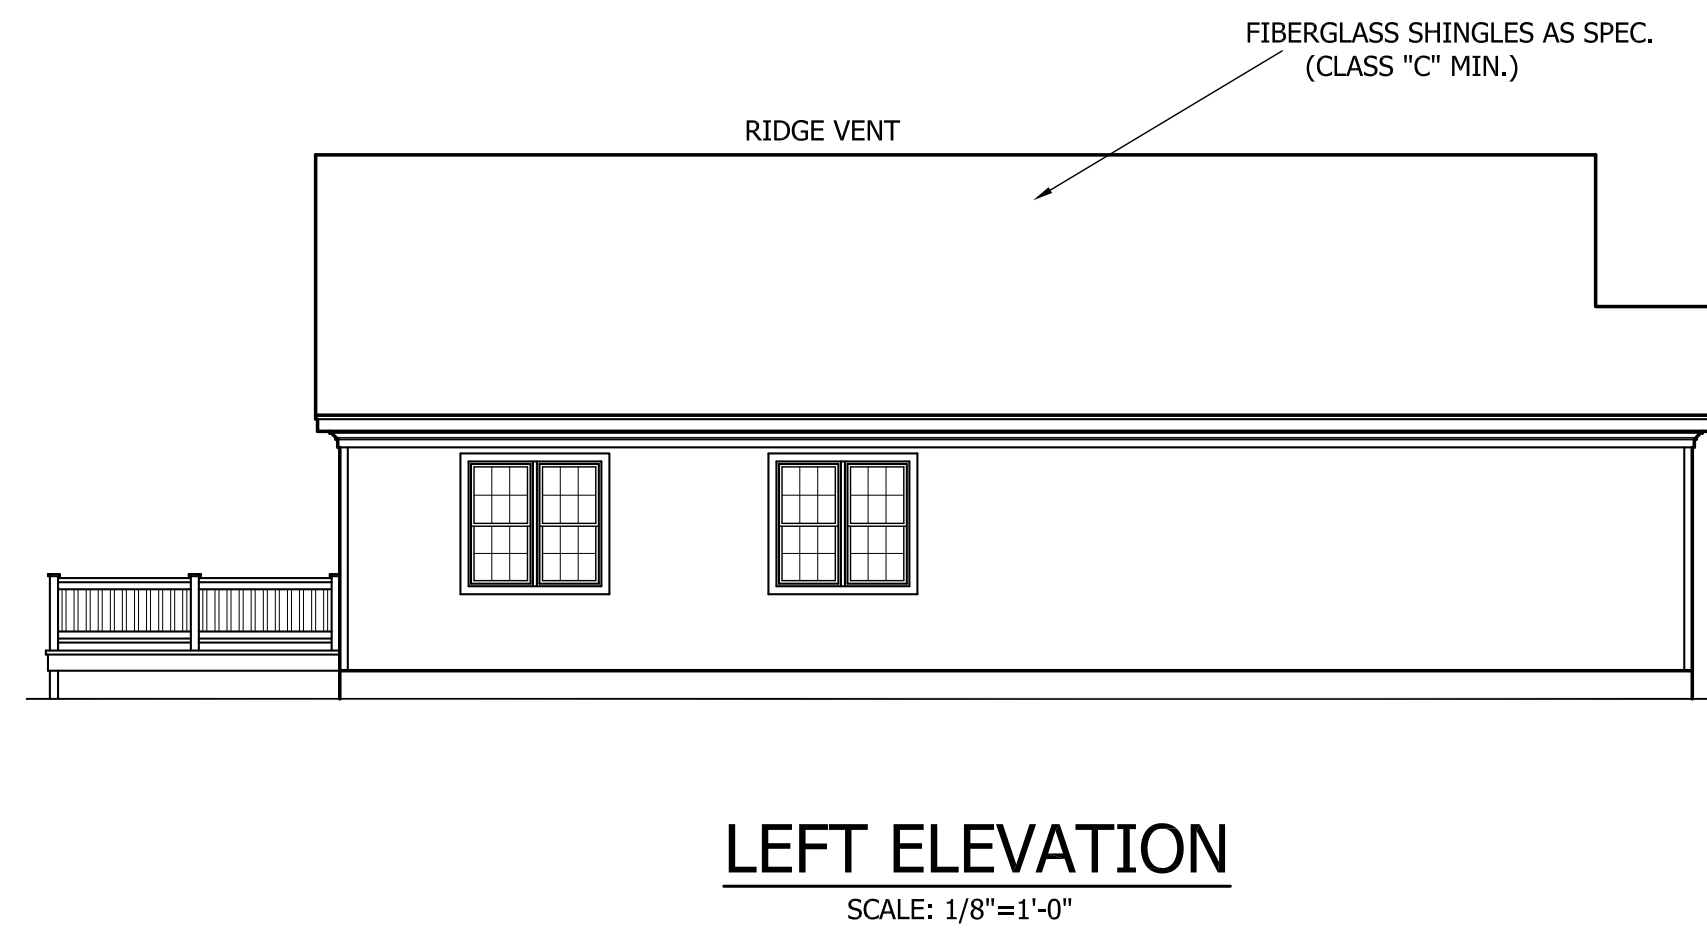 FIBERGLASS SHINGLES AS SPEC.
(CLASS "C" MIN.)
RIDGE VENT
LEFT ELEVATION
SCALE: 1/8"=1'-0"